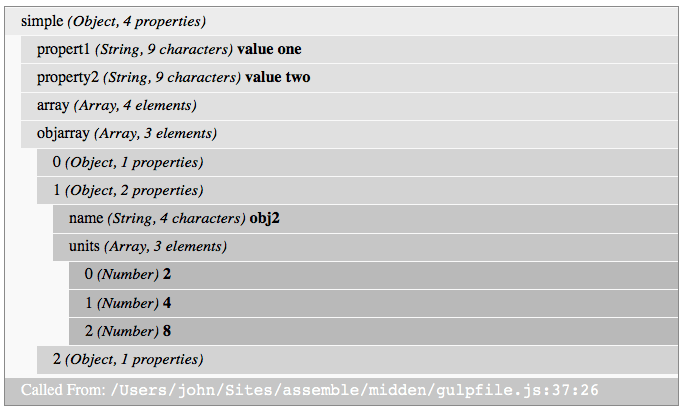 simple (Object, 4 properties)
propert1 (String, 9 characters) value one
property2 (String, 9 characters) value two
array (Array, 4 elements)
objarray (Array, 3 elements)
0 (Object, 1 properties)
1 (Object, 2 properties)
name (String, 4 characters) obj2
units (Array, 3 elements)
0 (Number) 2
1 (Number) 4
2 (Number) 8
2 (Object, 1 properties)
Called From: /Users/john/Sites/assemble/midden/gulpfile.js:37:26